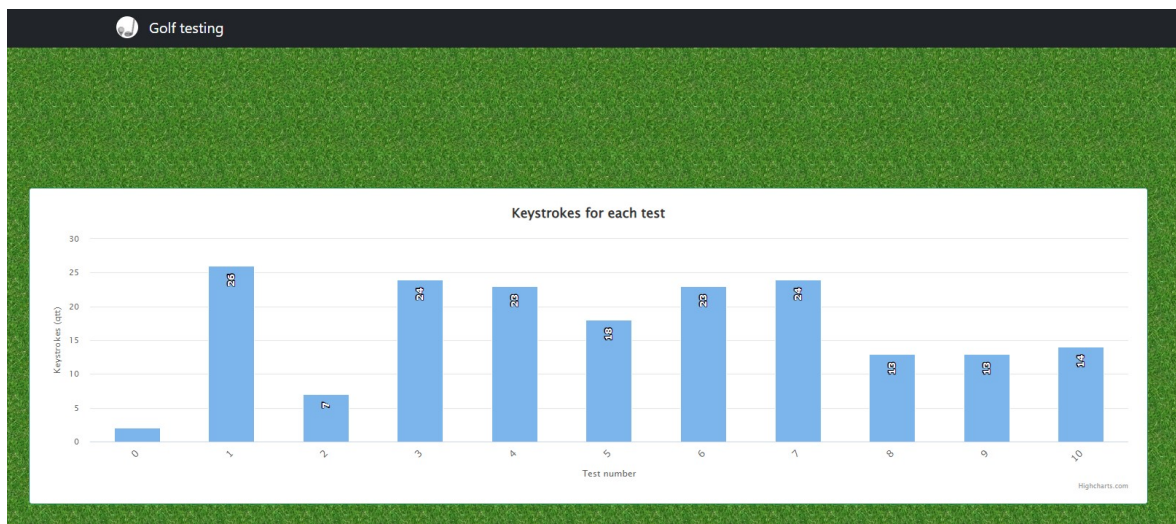 Golf testing
Keystrokes for each test
Keystrokes (qtt)
30
25
20
15
10
5
0
26
7
24
23
18
23
24
13
13
14
0 1 2 3 4 5 6 7 8 9 10
Test number
Highcharts.com